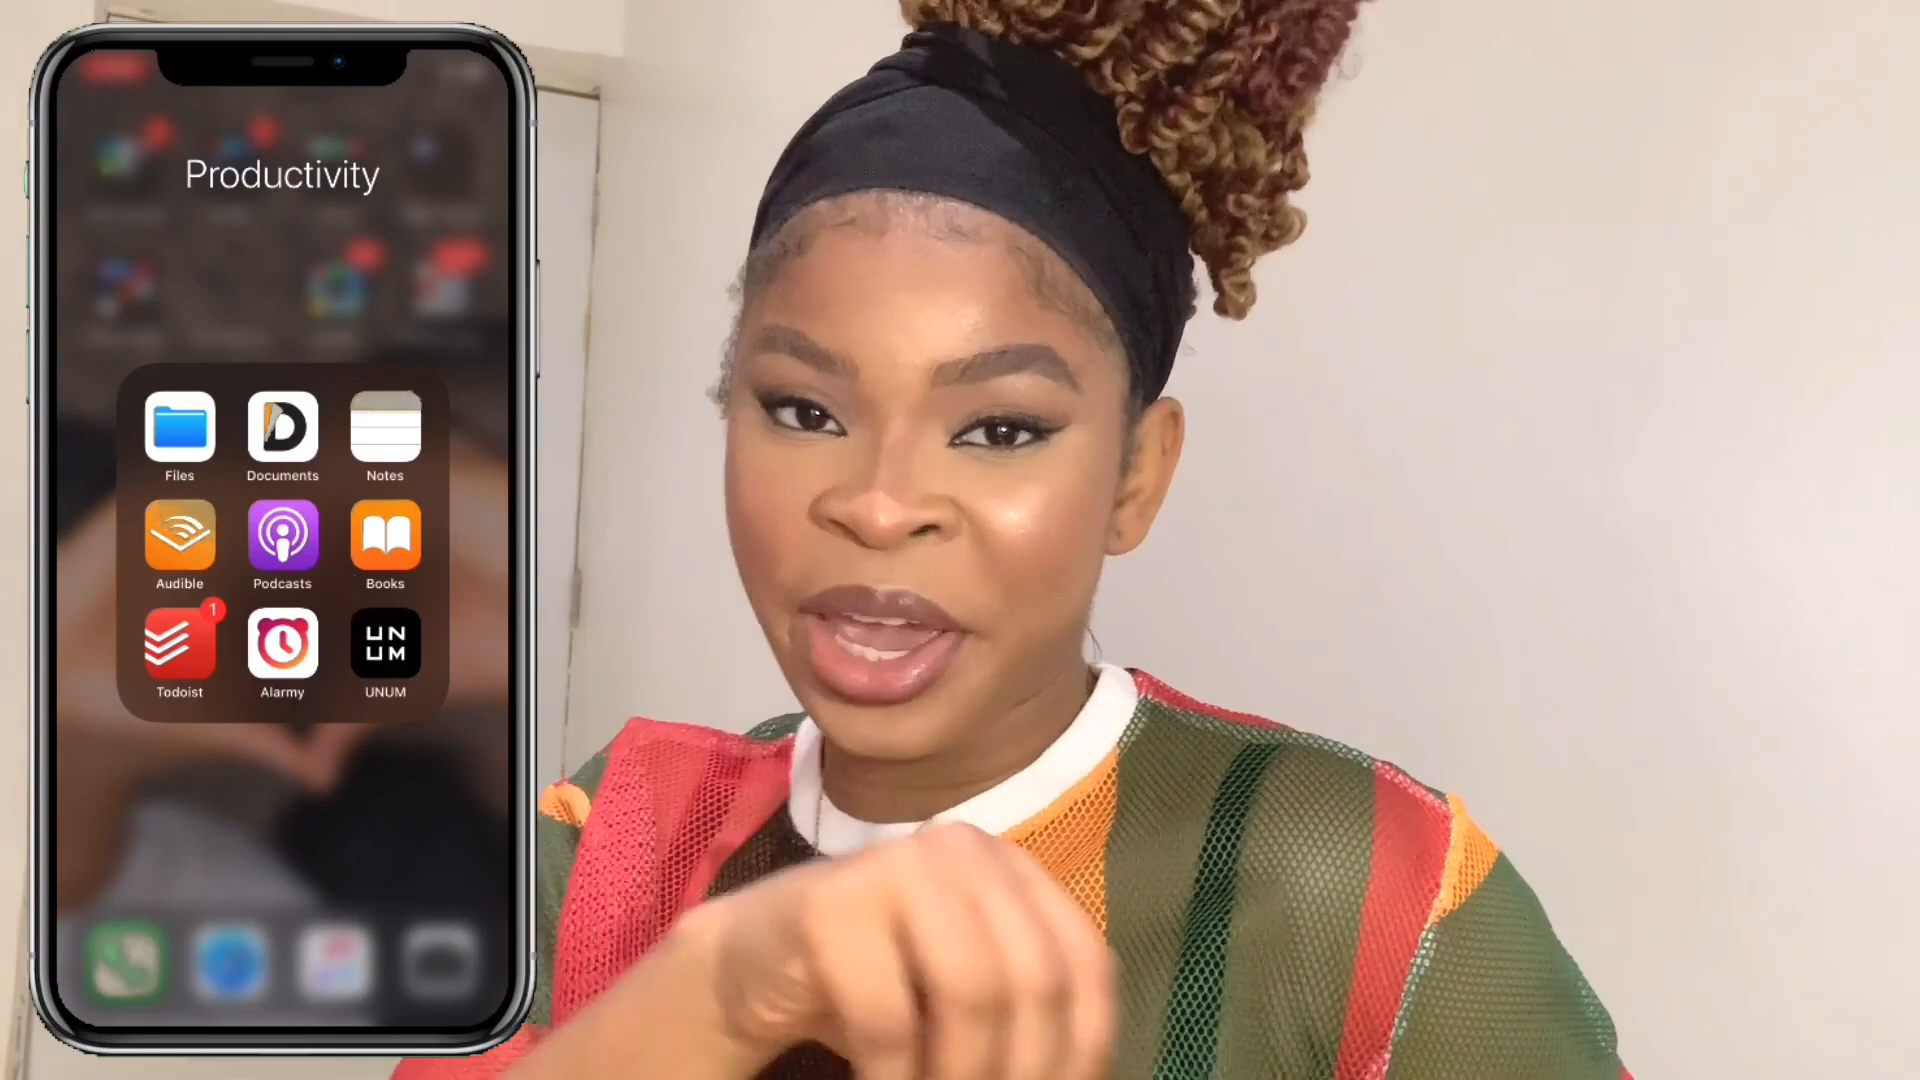 Productivity
Files Documents Notes
Audible Podcasts Books
1
UN
UM
Todoist Alarmy UNUM